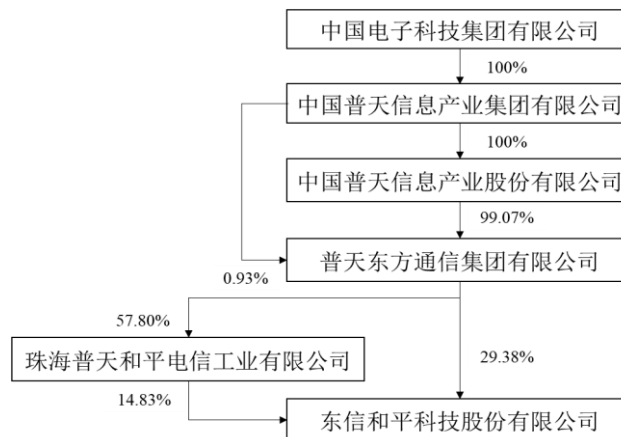 中国电子科技集团有限公司
100%
中国普天信息产业集团有限公司
100%
中国普天信息产业股份有限公司
99.07%
普天东方通信集团有限公司
0.93%
57.80%
珠海普天和平电信工业有限公司
29.38%
14.83%
东信和平科技股份有限公司